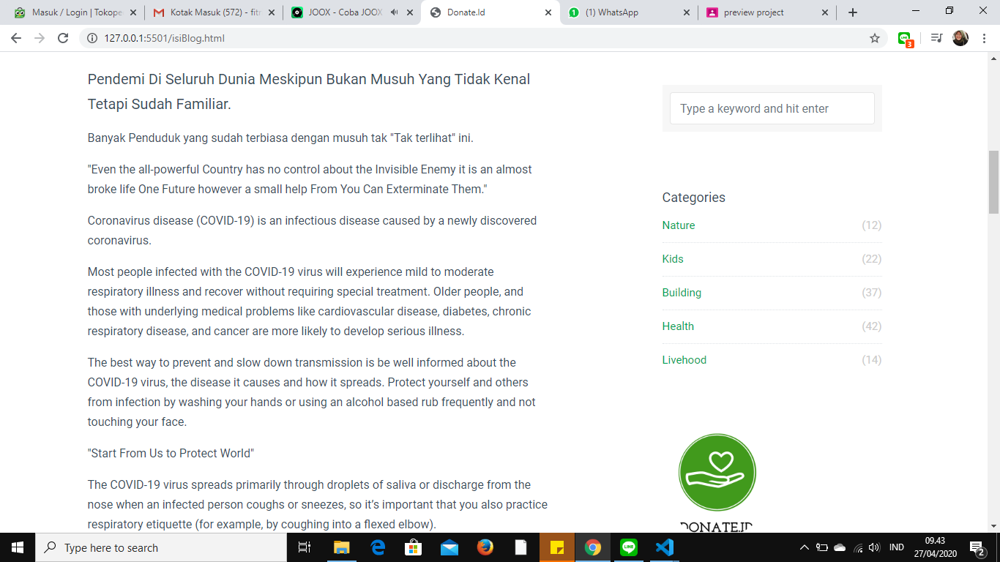 Masuk / Login | Tokope
Kotak Masuk (572) - fitr
JOOX - Coba JOOX
Donate.Id
(1) WhatsApp
preview project
127.0.0.1:5501/isiBlog.html
3
Pendemi Di Seluruh Dunia Meskipun Bukan Musuh Yang Tidak Kenal
Tetapi Sudah Familiar.
Banyak Penduduk yang sudah terbiasa dengan musuh tak "Tak terlihat" ini.
"Even the all-powerful Country has no control about the Invisible Enemy it is an almost
broke life One Future however a small help From You Can Exterminate Them."
Coronavirus disease (COVID-19) is an infectious disease caused by a newly discovered
coronavirus.
Most people infected with the COVID-19 virus will experience mild to moderate
respiratory illness and recover without requiring special treatment. Older people, and
those with underlying medical problems like cardiovascular disease, diabetes, chronic
respiratory disease, and cancer are more likely to develop serious illness.
The best way to prevent and slow down transmission is be well informed about the
COVID-19 virus, the disease it causes and how it spreads. Protect yourself and others
from infection by washing your hands or using an alcohol based rub frequently and not
touching your face.
"Start From Us to Protect World"
The COVID-19 virus spreads primarily through droplets of saliva or discharge from the
nose when an infected person coughs or sneezes, so it's important that you also practice
respiratory etiquette (for example, by coughing into a flexed elbow).
Type a keyword and hit enter
Categories
Nature (12)
Kids (22)
Building (37)
Health (42)
Livehood (14)
DONATE.ID
Type here to search
LINE
IND
09.43
27/04/2020
2